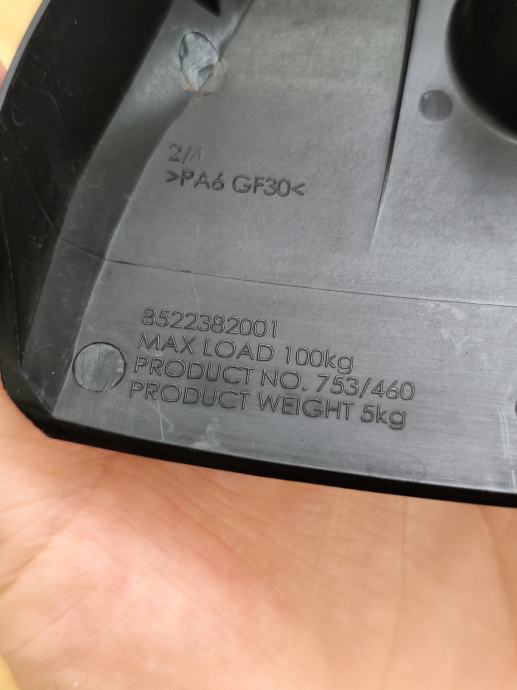 2/A
>PA6 GF30<
8522382001
MAX LOAD 100kg
PRODUCT NO. 753/460
PRODUCT WEIGHT 5kg